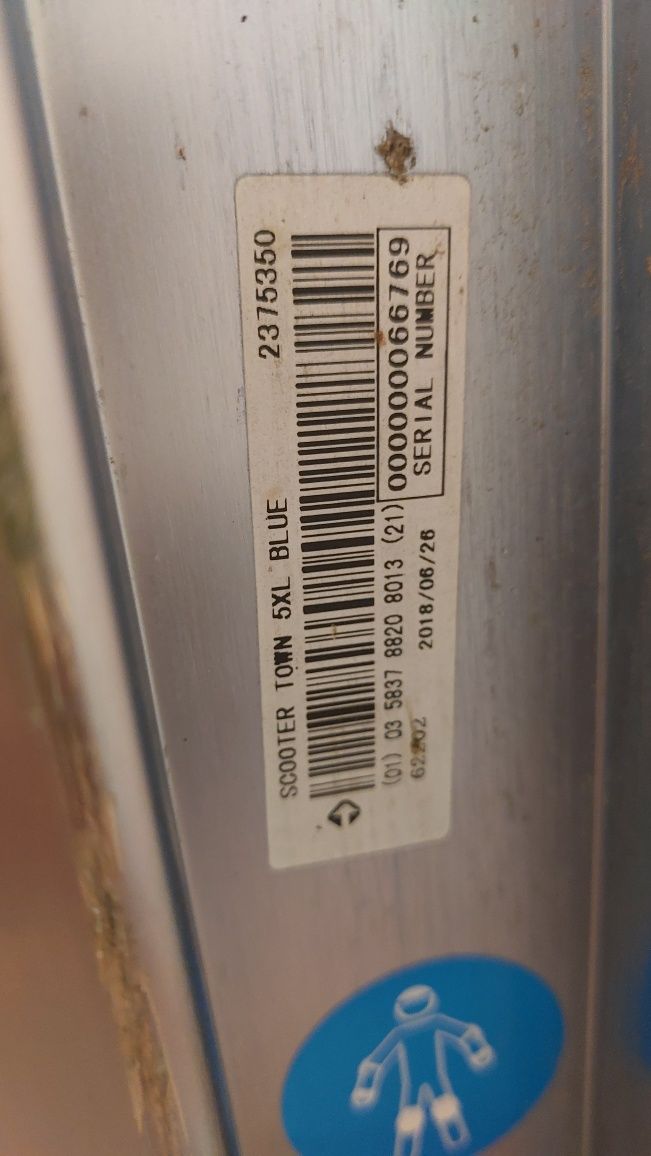 SCOOTER TOWN 5XL BLUE 2375350
(01) 03 5837 8820 8013 (21) 0000000066769
62202 2018/06/26 SERIAL NUMBER